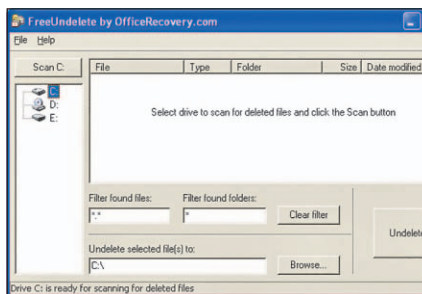 FreeUndelete by OfficeRecovery.com
File Help
Scan C:
File Type Folder Size Date modified
C:
D:
E:
Select drive to scan for deleted files and click the Scan button
Filter found files: Filter found folders:
*.* * Clear filter
Undelete
Undelete selected file(s) to:
C:\ Browse...
Drive C: is ready for scanning for deleted files